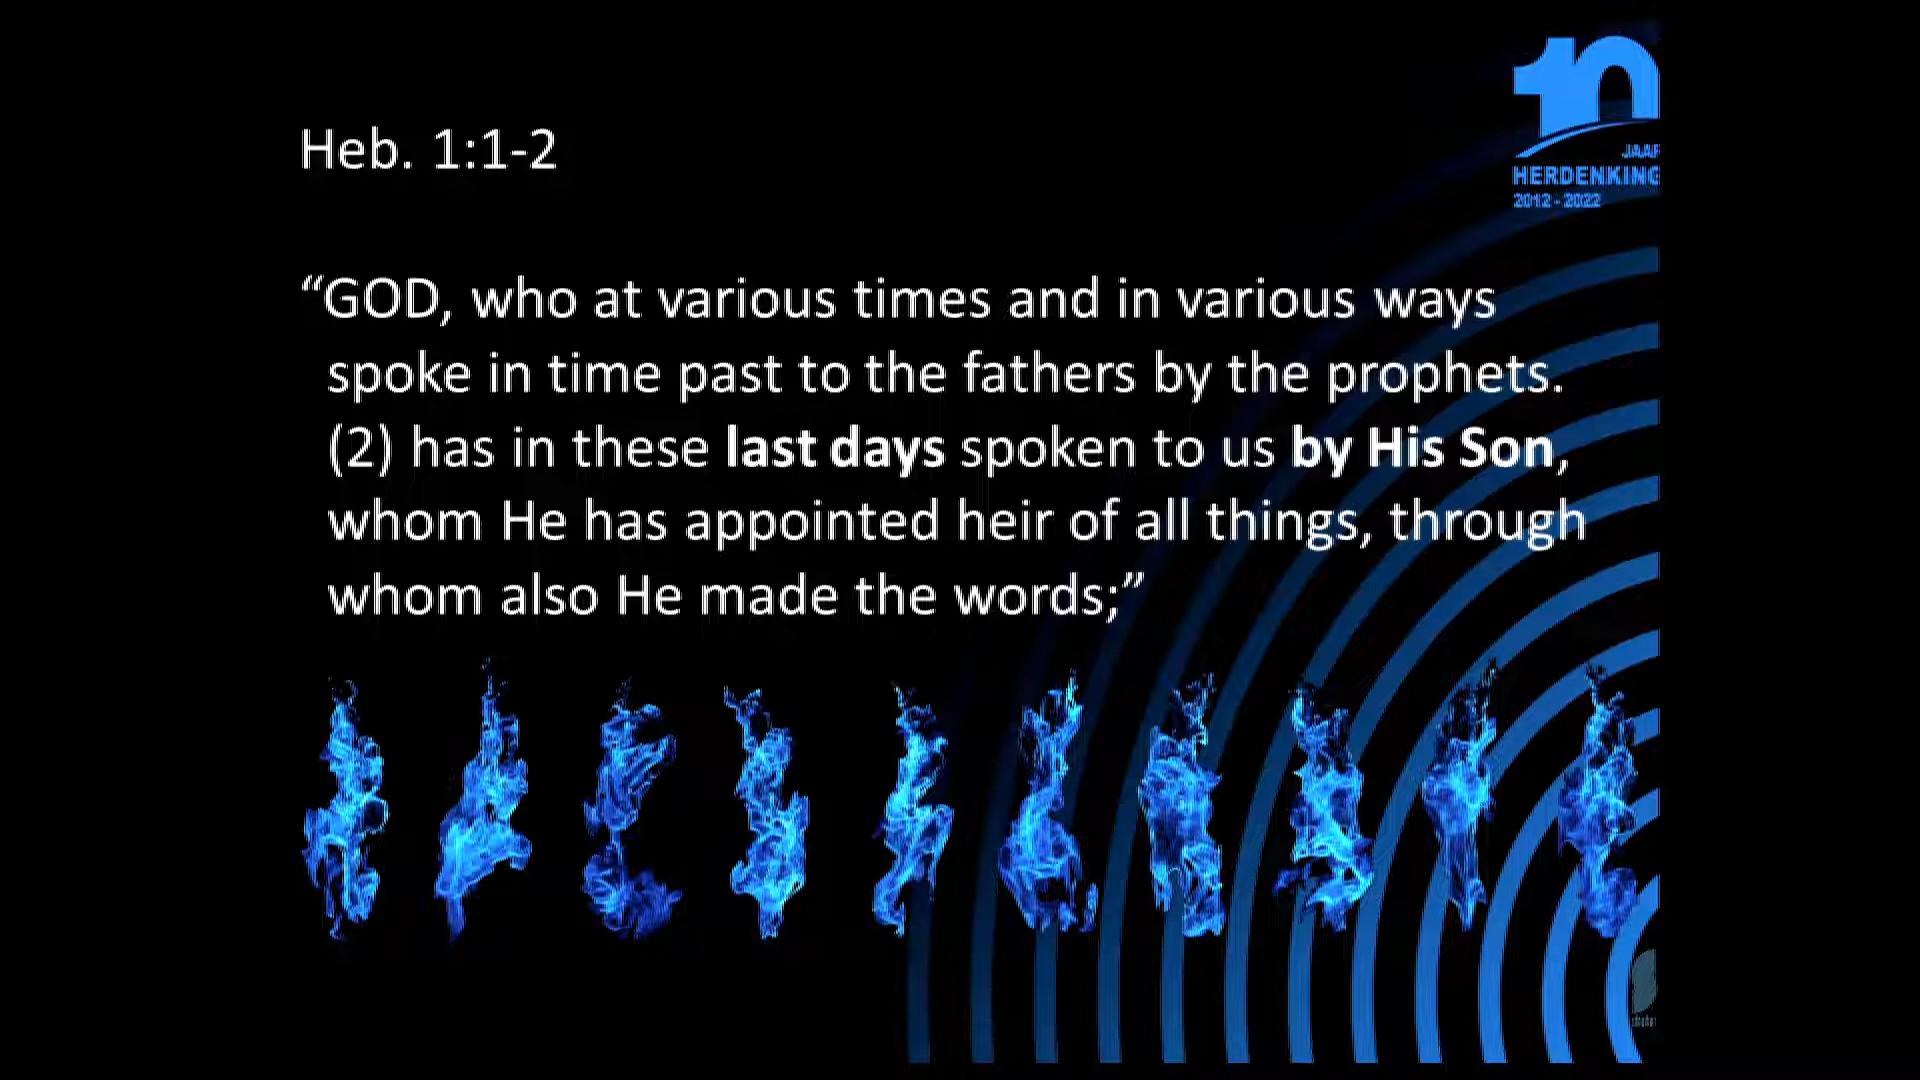 10
JAAR
HERDENKING
2012 - 2022
Heb. 1:1-2
“GOD, who at various times and in various ways
spoke in time past to the fathers by the prophets.
(2) has in these last days spoken to us by His Son,
whom He has appointed heir of all things, through
whom also He made the words;”